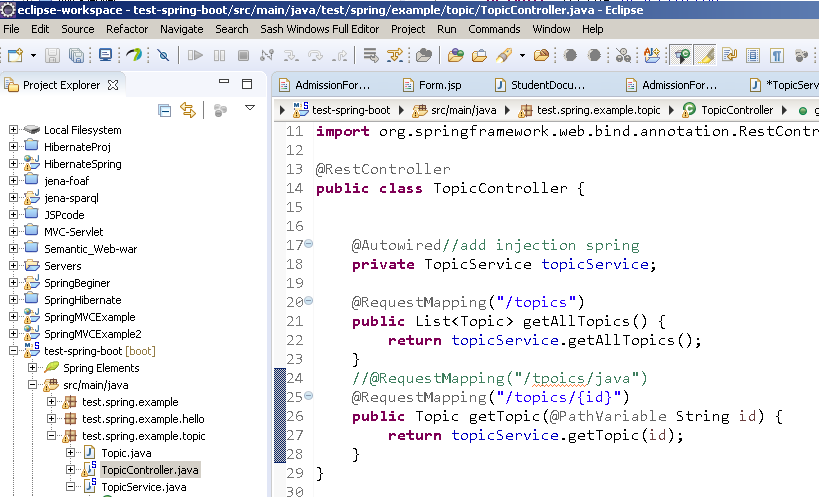 eclipse-workspace - test-spring-boot/src/main/java/test/spring/example/topic/TopicController.java - Eclipse
File Edit Source Refactor Navigate Search Sash Windows Full Editor Project Run Commands Window Help
Project Explorer
Local Filesystem
HibernateProj
HibernateSpring
jena-foaf
jena-sparql
JSPcode
MVC-Servlet
Semantic_Web-war
Servers
SpringBeginer
SpringHibernate
SpringMVCExample
SpringMVCExample2
test-spring-boot [boot]
Spring Elements
src/main/java
test.spring.example
test.spring.example.hello
test.spring.example.topic
Topic.java
TopicController.java
TopicService.java
AdmissionFor... Form.jsp StudentDocu... AdmissionFor... *TopicServ
test-spring-boot src/main/java test.spring.example.topic TopicController g
11 import org.springframework.web.bind.annotation.RestContr
12
13 @RestController
14 public class TopicController {
15
16
17 @Autowired//add injection spring
18 private TopicService topicService;
19
20 @RequestMapping("/topics")
21 public List<Topic> getAllTopics() {
22 return topicService.getAllTopics();
23 }
24 //@RequestMapping("/tpoics/java")
25 @RequestMapping("/topics/{id}")
26 public Topic getTopic(@PathVariable String id) {
27 return topicService.getTopic(id);
28 }
29 }
30